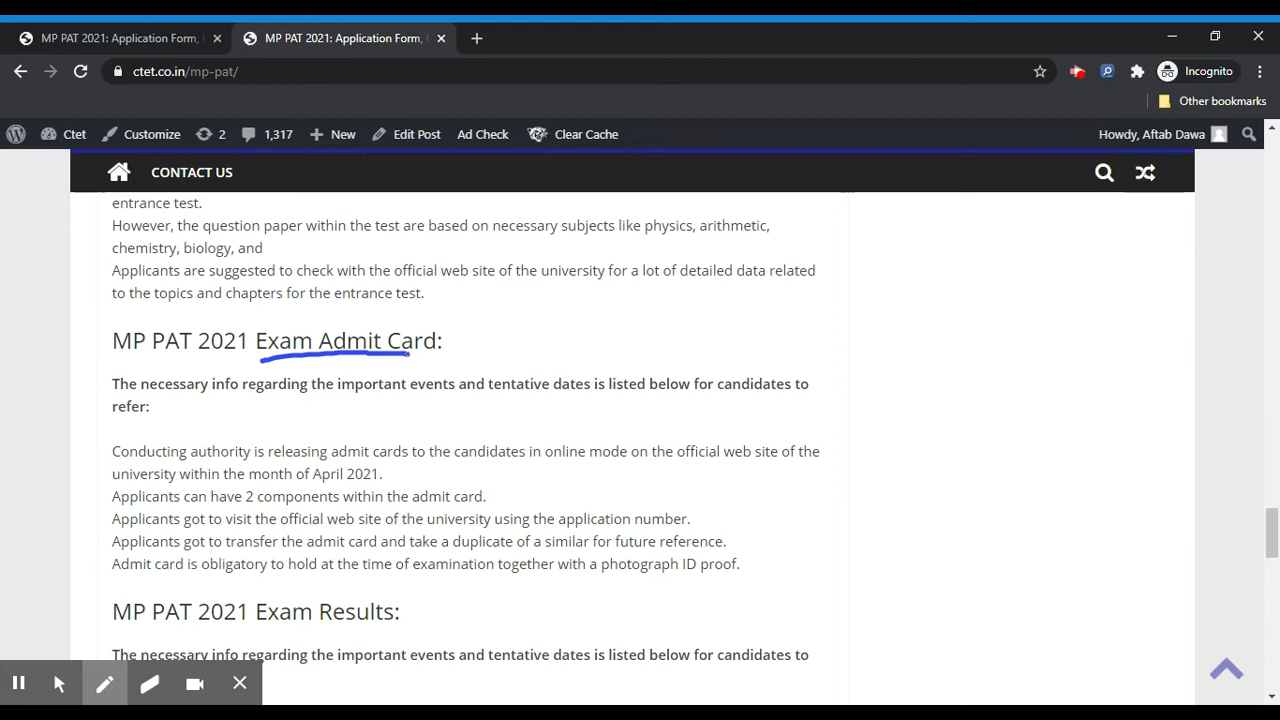 MP PAT 2021: Application Form,
MP PAT 2021: Application Form,
ctet.co.in/mp-pat/
Incognito
Other bookmarks
Ctet
Customize
2
1,317
New
Edit Post
Ad Check
Clear Cache
Howdy, Aftab Dawa
CONTACT US
entrance test.
However, the question paper within the test are based on necessary subjects like physics, arithmetic,
chemistry, biology, and
Applicants are suggested to check with the official web site of the university for a lot of detailed data related
to the topics and chapters for the entrance test.
MP PAT 2021 Exam Admit Card:
The necessary info regarding the important events and tentative dates is listed below for candidates to
refer:
Conducting authority is releasing admit cards to the candidates in online mode on the official web site of the
university within the month of April 2021.
Applicants can have 2 components within the admit card.
Applicants got to visit the official web site of the university using the application number.
Applicants got to transfer the admit card and take a duplicate of a similar for future reference.
Admit card is obligatory to hold at the time of examination together with a photograph ID proof.
MP PAT 2021 Exam Results:
The necessary info regarding the important events and tentative dates is listed below for candidates to